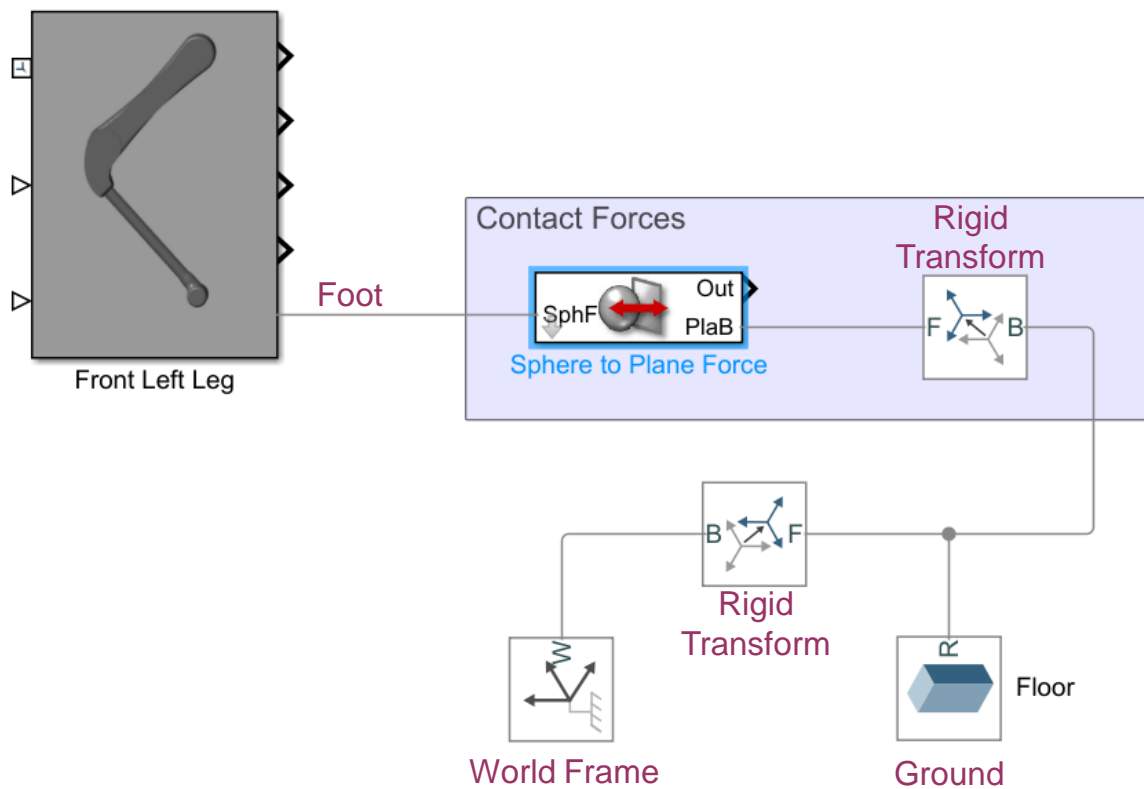 Front Left Leg
Foot
Contact Forces
SphF
Out
PlaB
Sphere to Plane Force
Rigid
Transform
F
B
B
F
Rigid
Transform
W
World Frame
R
Floor
Ground